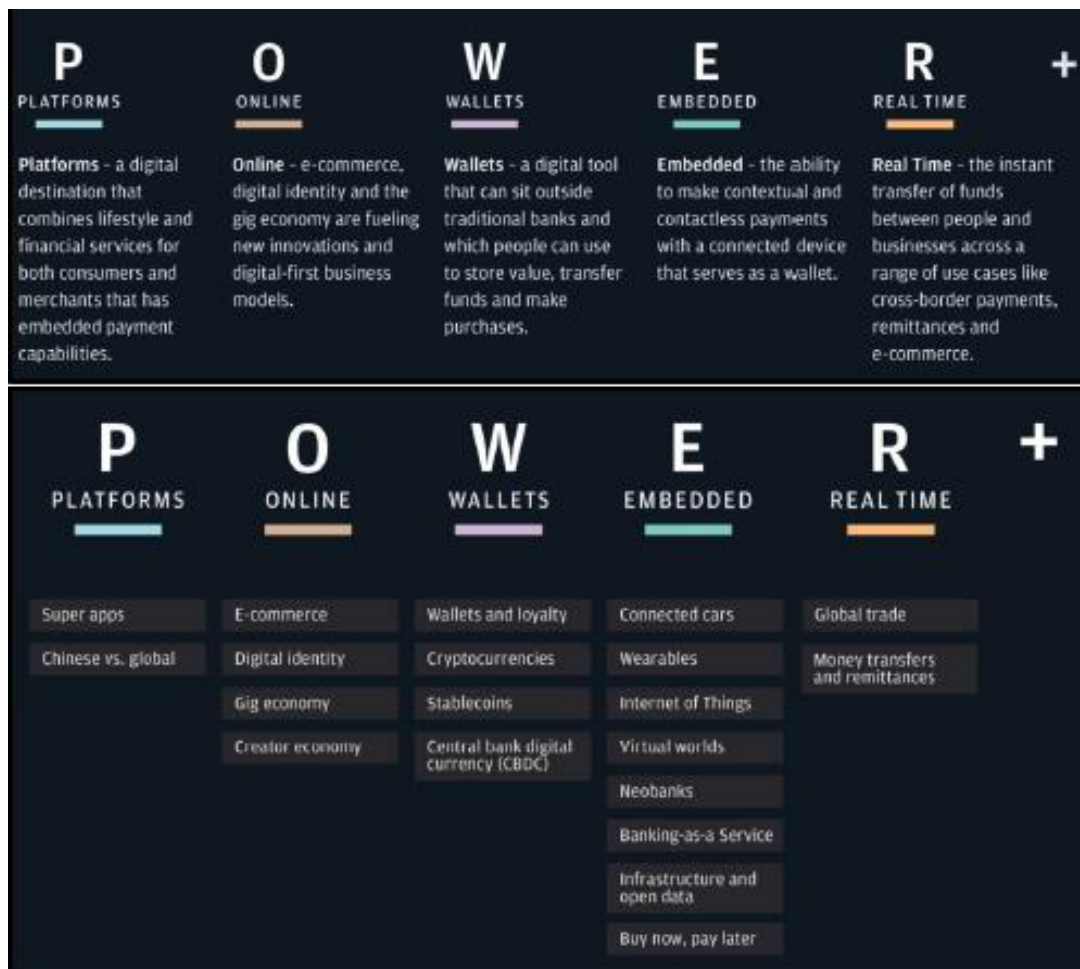 P
PLATFORMS
Platforms - a digital
destination that
combines lifestyle and
financial services for
both consumers and
merchants that has
embedded payment
capabilities.
O
ONLINE
Online - e-commerce,
digital identity and the
gig economy are fueling
new innovations and
digital-first business
models.
W
WALLETS
Wallets - a digital tool
that can sit outside
traditional banks and
which people can use
to store value, transfer
funds and make
purchases.
E
EMBEDDED
Embedded - the ability
to make contextual and
contactless payments
with a connected device
that serves as a wallet.
R
REAL TIME
Real Time - the instant
transfer of funds
between people and
businesses across a
range of use cases like
cross-border payments,
remittances and
e-commerce.
+
P
PLATFORMS
Super apps
Chinese vs. global
O
ONLINE
E-commerce
Digital identity
Gig economy
Creator economy
W
WALLETS
Wallets and loyalty
Cryptocurrencies
Stablecoins
Central bank digital
currency (CBDC)
E
EMBEDDED
Connected cars
Wearables
Internet of Things
Virtual worlds
Neobanks
Banking-as-a Service
Infrastructure and
open data
Buy now, pay later
R
REAL TIME
Global trade
Money transfers
and remittances
+